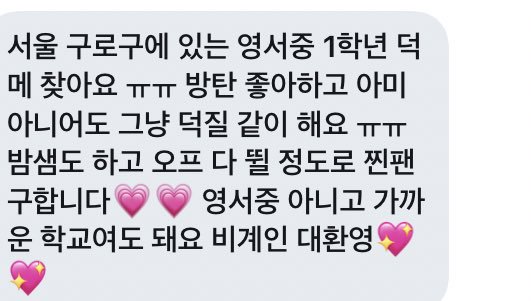 서울 구로구에 있는 영서중 1학년 덕
메 찾아요 ㅠㅠ 방탄 좋아하고 아미
아니어도 그냥 덕질 같이 해요 ㅠㅠ
밤샘도 하고 오프 다 뛸 정도로 찐팬
구합니다💗💗 영서중 아니고 가까
운 학교여도 돼요 비계인 대환영💖
💖